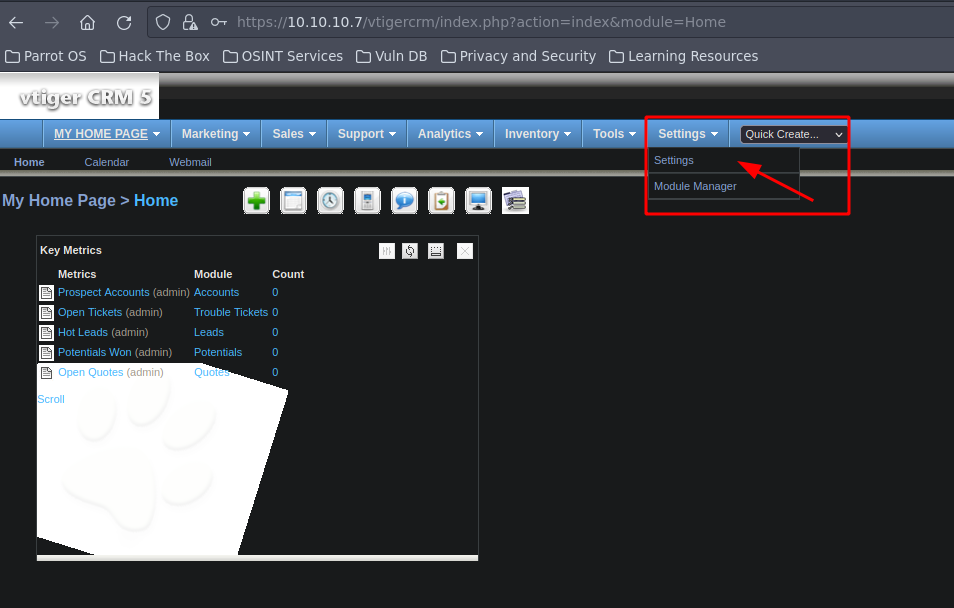 https://10.10.10.7/vtigercrm/index.php?action=index&module=Home
Parrot OS Hack The Box OSINT Services Vuln DB Privacy and Security Learning Resources
vtiger CRM 5
MY HOME PAGE Marketing Sales Support Analytics Inventory Tools Settings Quick Create...
Home Calendar Webmail
Settings
Module Manager
My Home Page > Home
Key Metrics
Metrics Module Count
Prospect Accounts (admin) Accounts 0
Open Tickets (admin) Trouble Tickets 0
Hot Leads (admin) Leads 0
Potentials Won (admin) Potentials 0
Open Quotes (admin) Quotes 0
Scroll